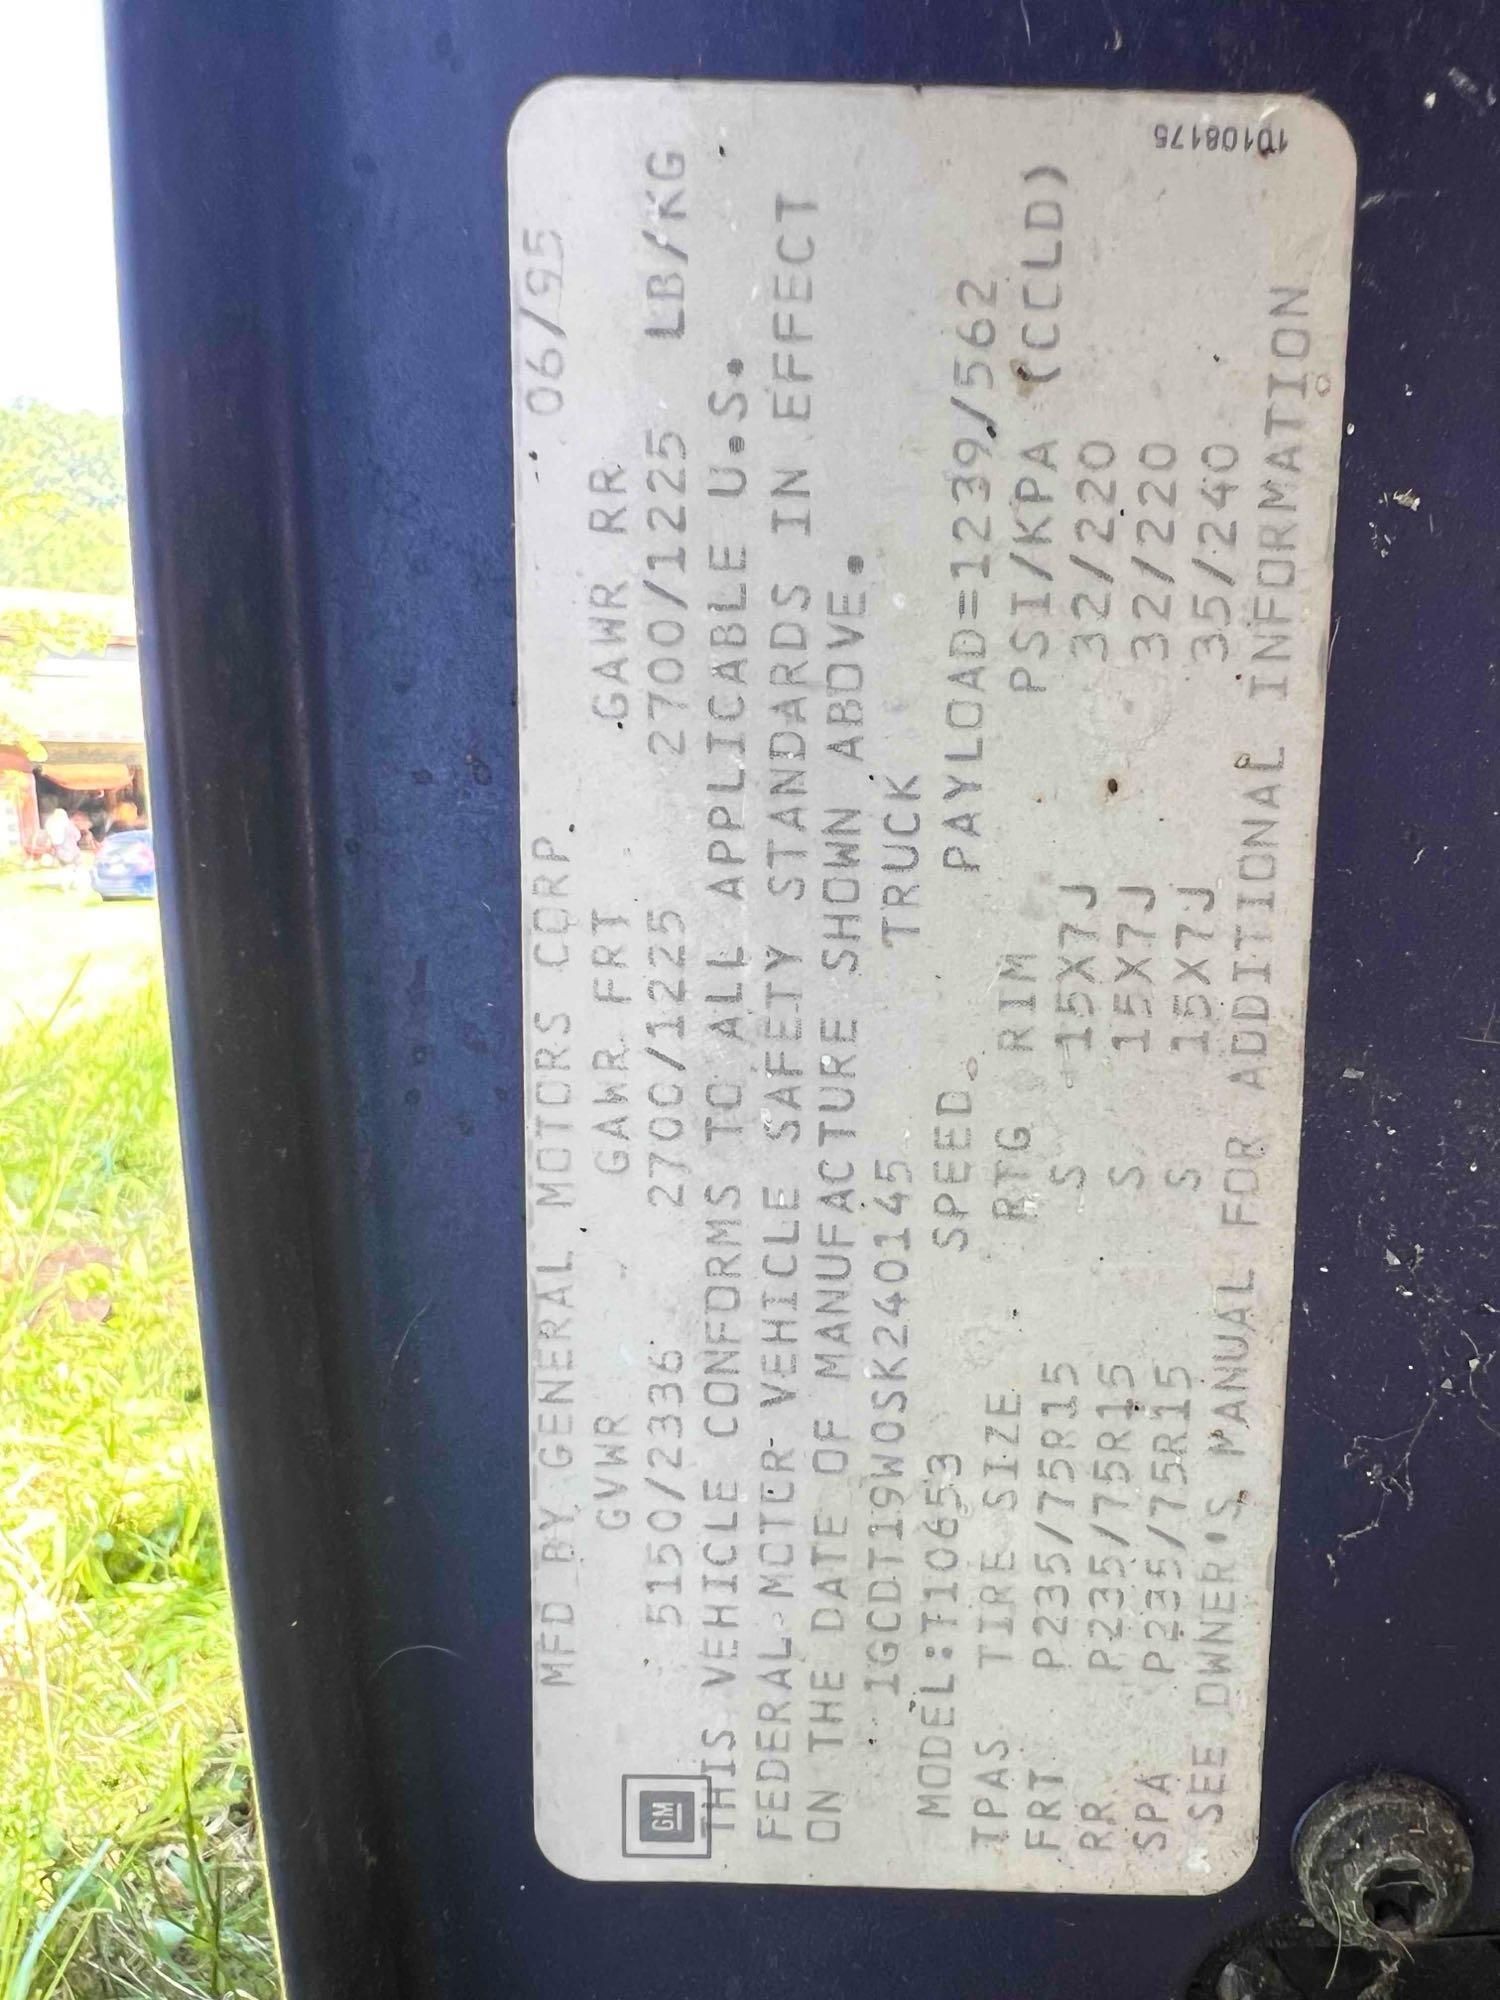 MFD BY GENERAL MOTORS CORP 06/95
GVWR GAWR FRT GAWR RR
5150/2336 2700/1225 2700/1225 LB/KG
GM
THIS VEHICLE CONFORMS TO ALL APPLICABLE U.S.
FEDERAL MOTOR VEHICLE SAFETY STANDARDS IN EFFECT
ON THE DATE OF MANUFACTURE SHOWN ABOVE.
1GCDT19W0SK240145 TRUCK
MODEL:T10653 SPEED PAYLOAD=1239/562
TPAS TIRE SIZE RTG RIM PSI/KPA (CCLD)
FRT P235/75R15 S 15X7J 32/220
RR P235/75R15 S 15X7J 32/220
SPA P235/75R15 S 15X7J 35/240
SEE OWNER'S MANUAL FOR ADDITIONAL INFORMATION
10108175